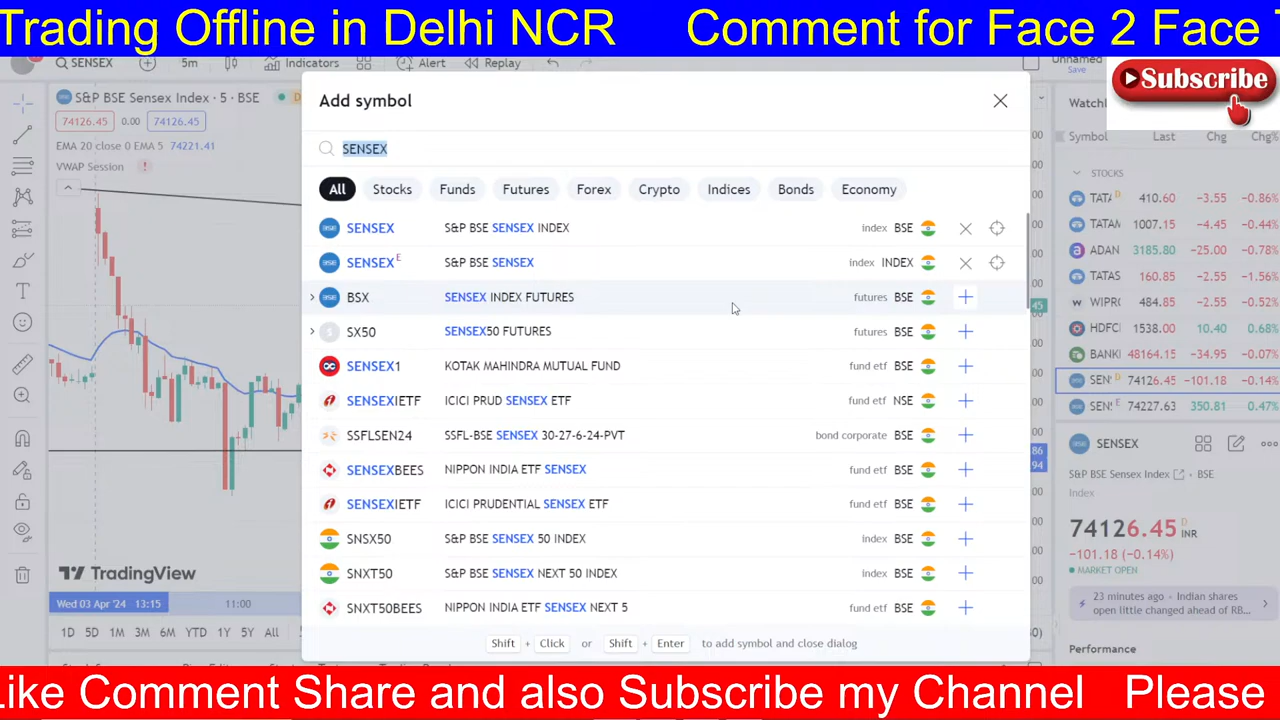 Trading Offline in Delhi NCR Comment for Face 2 Face
Subscribe
SENSEX 5m Indicators Alert Replay Unnamed
Save
S&P BSE Sensex Index · 5 · BSE D
74126.45 0.00 74126.45
EMA 20 close 0 EMA 5 74221.41
VWAP Session !
Add symbol
SENSEX
All Stocks Funds Futures Forex Crypto Indices Bonds Economy
SENSEX S&P BSE SENSEX INDEX index BSE
SENSEX E S&P BSE SENSEX index INDEX
BSX SENSEX INDEX FUTURES futures BSE
SX50 SENSEX50 FUTURES futures BSE
SENSEX1 KOTAK MAHINDRA MUTUAL FUND fund etf BSE
SENSEXIETF ICICI PRUD SENSEX ETF fund etf NSE
SSFLSEN24 SSFL-BSE SENSEX 30-27-6-24-PVT bond corporate BSE
SENSEXBEES NIPPON INDIA ETF SENSEX fund etf BSE
SENSEXIETF ICICI PRUDENTIAL SENSEX ETF fund etf BSE
SNSX50 S&P BSE SENSEX 50 INDEX index BSE
SNXT50 S&P BSE SENSEX NEXT 50 INDEX index BSE
SNXT50BEES NIPPON INDIA ETF SENSEX NEXT 5 fund etf BSE
Shift + Click or Shift + Enter to add symbol and close dialog
TradingView
Wed 03 Apr '24 13:15 11:00
1D 5D 1M 3M 6M YTD 1Y 5Y All
Symbol Last Chg Chg%
STOCKS
TATA D 410.60 −3.55 −0.86%
TATAM 1007.15 −4.45 −0.44%
ADAN 3185.80 −25.00 −0.78%
TATAS 160.85 −2.55 −1.56%
WIPRC 484.85 −2.55 −0.52%
HDFC 1538.00 10.40 0.68%
BANKI 48164.15 −34.95 −0.07%
SEN D 74126.45 −101.18 −0.14%
SEN E 74227.63 350.81 0.47%
SENSEX
S&P BSE Sensex Index · BSE
Index
74126.45 D INR
−101.18 (−0.14%)
MARKET OPEN
23 minutes ago · Indian shares
open little changed ahead of RB...
Performance
Like Comment Share and also Subscribe my Channel Please